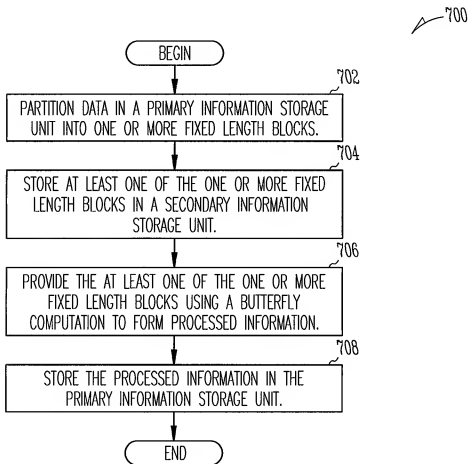 700
BEGIN
702
PARTITION DATA IN A PRIMARY INFORMATION STORAGE
UNIT INTO ONE OR MORE FIXED LENGTH BLOCKS.
704
STORE AT LEAST ONE OF THE ONE OR MORE FIXED
LENGTH BLOCKS IN A SECONDARY INFORMATION
STORAGE UNIT.
706
PROVIDE THE AT LEAST ONE OF THE ONE OR MORE
FIXED LENGTH BLOCKS USING A BUTTERFLY
COMPUTATION TO FORM PROCESSED INFORMATION.
708
STORE THE PROCESSED INFORMATION IN THE
PRIMARY INFORMATION STORAGE UNIT.
END